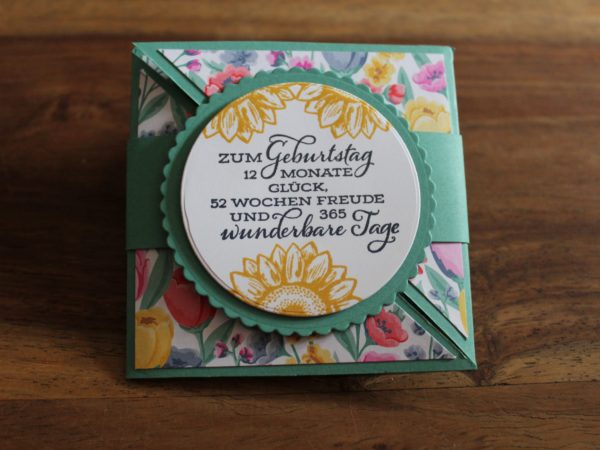 ZUM Geburtstag
12 MONATE
GLÜCK,
52 WOCHEN FREUDE
UND 365
wunderbare Tage